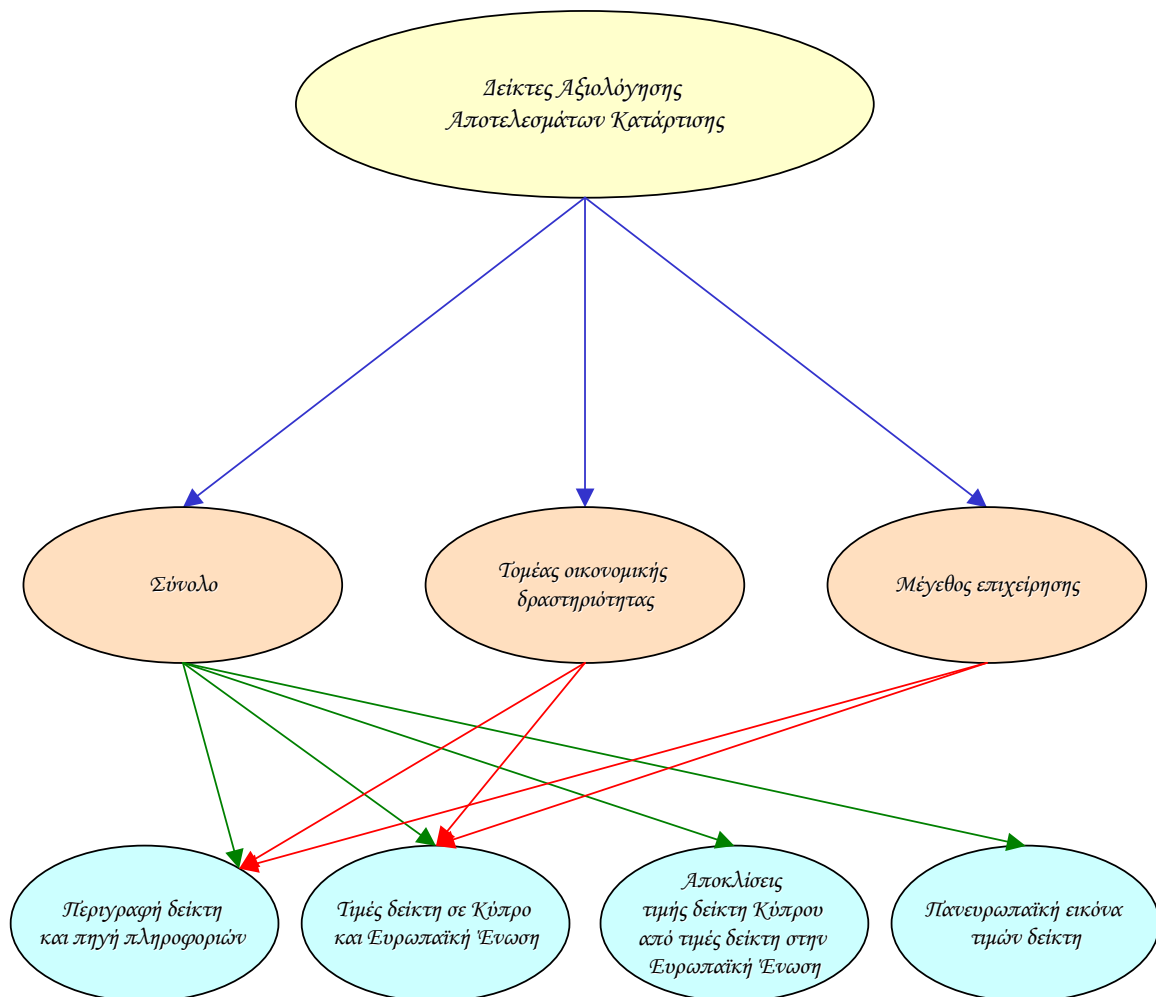 Δείκτες Αξιολόγησης
Αποτελεσμάτων Κατάρτισης
Σύνολο
Τομέας οικονομικής
δραστηριότητας
Μέγεθος επιχείρησης
Περιγραφή δείκτη
και πηγή πληροφοριών
Τιμές δείκτη σε Κύπρο
και Ευρωπαϊκή Ένωση
Αποκλίσεις
τιμής δείκτη Κύπρου
από τιμές δείκτη στην
Ευρωπαϊκή Ένωση
Πανευρωπαϊκή εικόνα
τιμών δείκτη